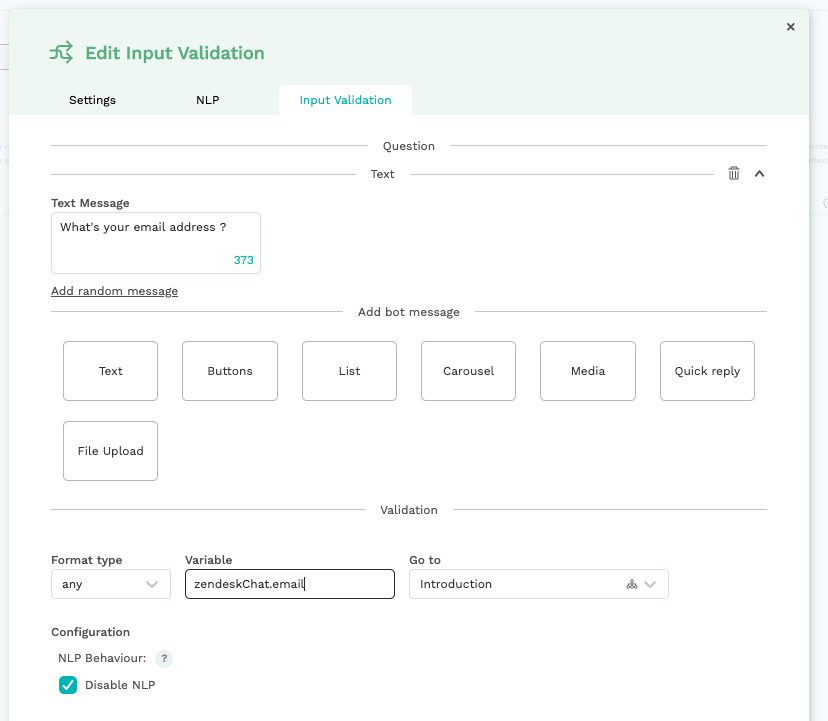 ×
Edit Input Validation
Settings NLP Input Validation
Question
Text
Text Message
What's your email address ?
373
Add random message
Add bot message
Text Buttons List Carousel Media Quick reply
File Upload
Validation
Format type Variable Go to
any zendeskChat.email Introduction
Configuration
NLP Behaviour: ?
Disable NLP